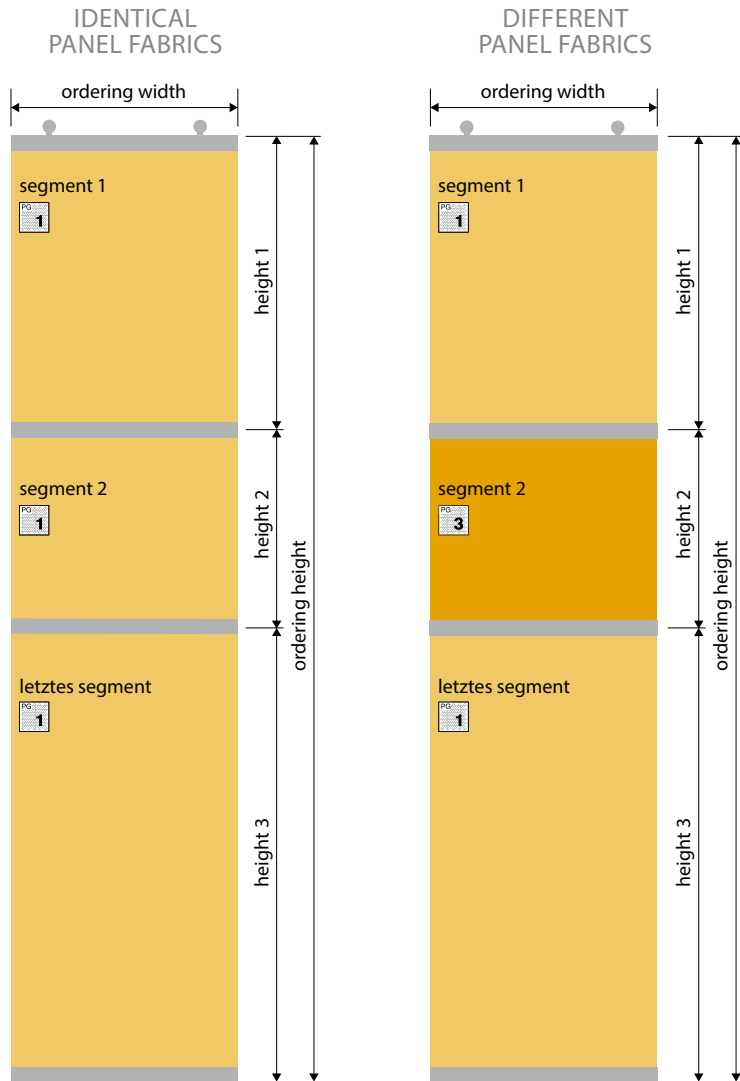 IDENTICAL
PANEL FABRICS
ordering width
segment 1
PG
1
height 1
segment 2
PG
1
height 2
ordering height
letztes segment
PG
1
height 3
DIFFERENT
PANEL FABRICS
ordering width
segment 1
PG
1
height 1
segment 2
PG
3
height 2
ordering height
letztes segment
PG
1
height 3